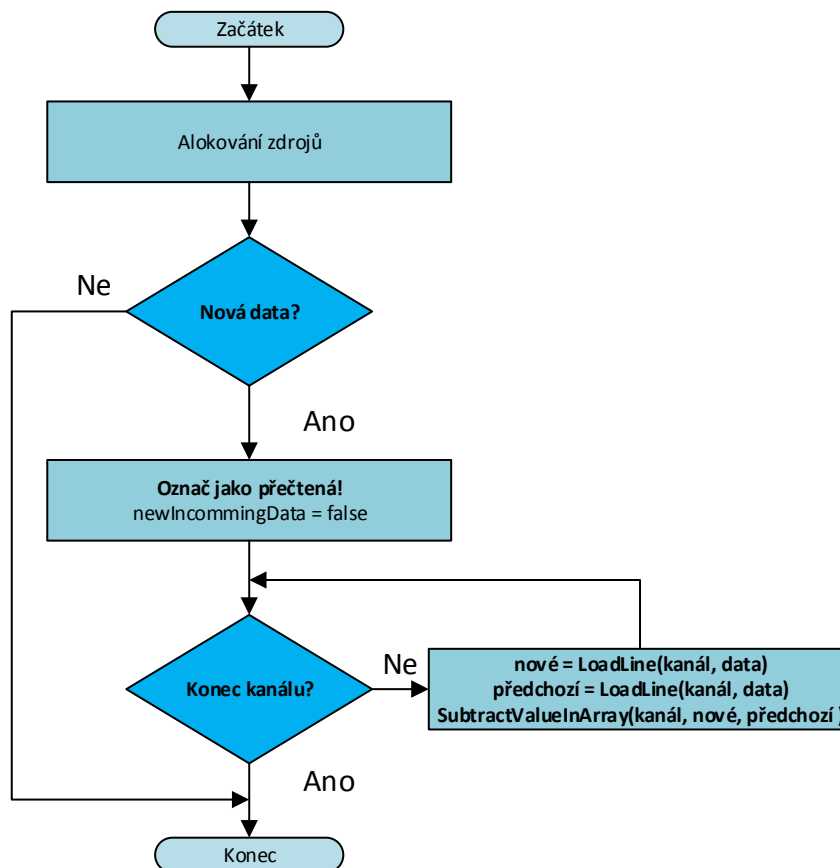 Začátek
Alokování zdrojů
Ne
Nová data?
Ano
Označ jako přečtená!
newIncommingData = false
Konec kanálu?
Ne
nové = LoadLine(kanál, data)
předchozí = LoadLine(kanál, data)
SubtractValueInArray(kanál, nové, předchozí )
Ano
Konec